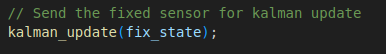 // Send the fixed sensor for kalman update
kalman_update(fix_state);